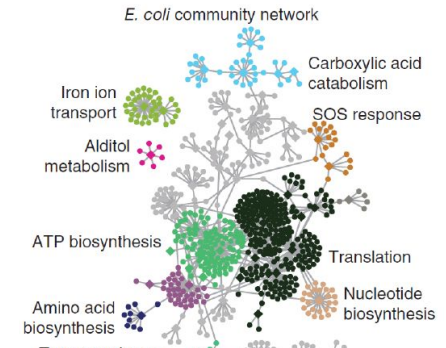 E. coli community network
Carboxylic acid
catabolism
Iron ion
transport
SOS response
Alditol
metabolism
ATP biosynthesis
Translation
Nucleotide
biosynthesis
Amino acid
biosynthesis